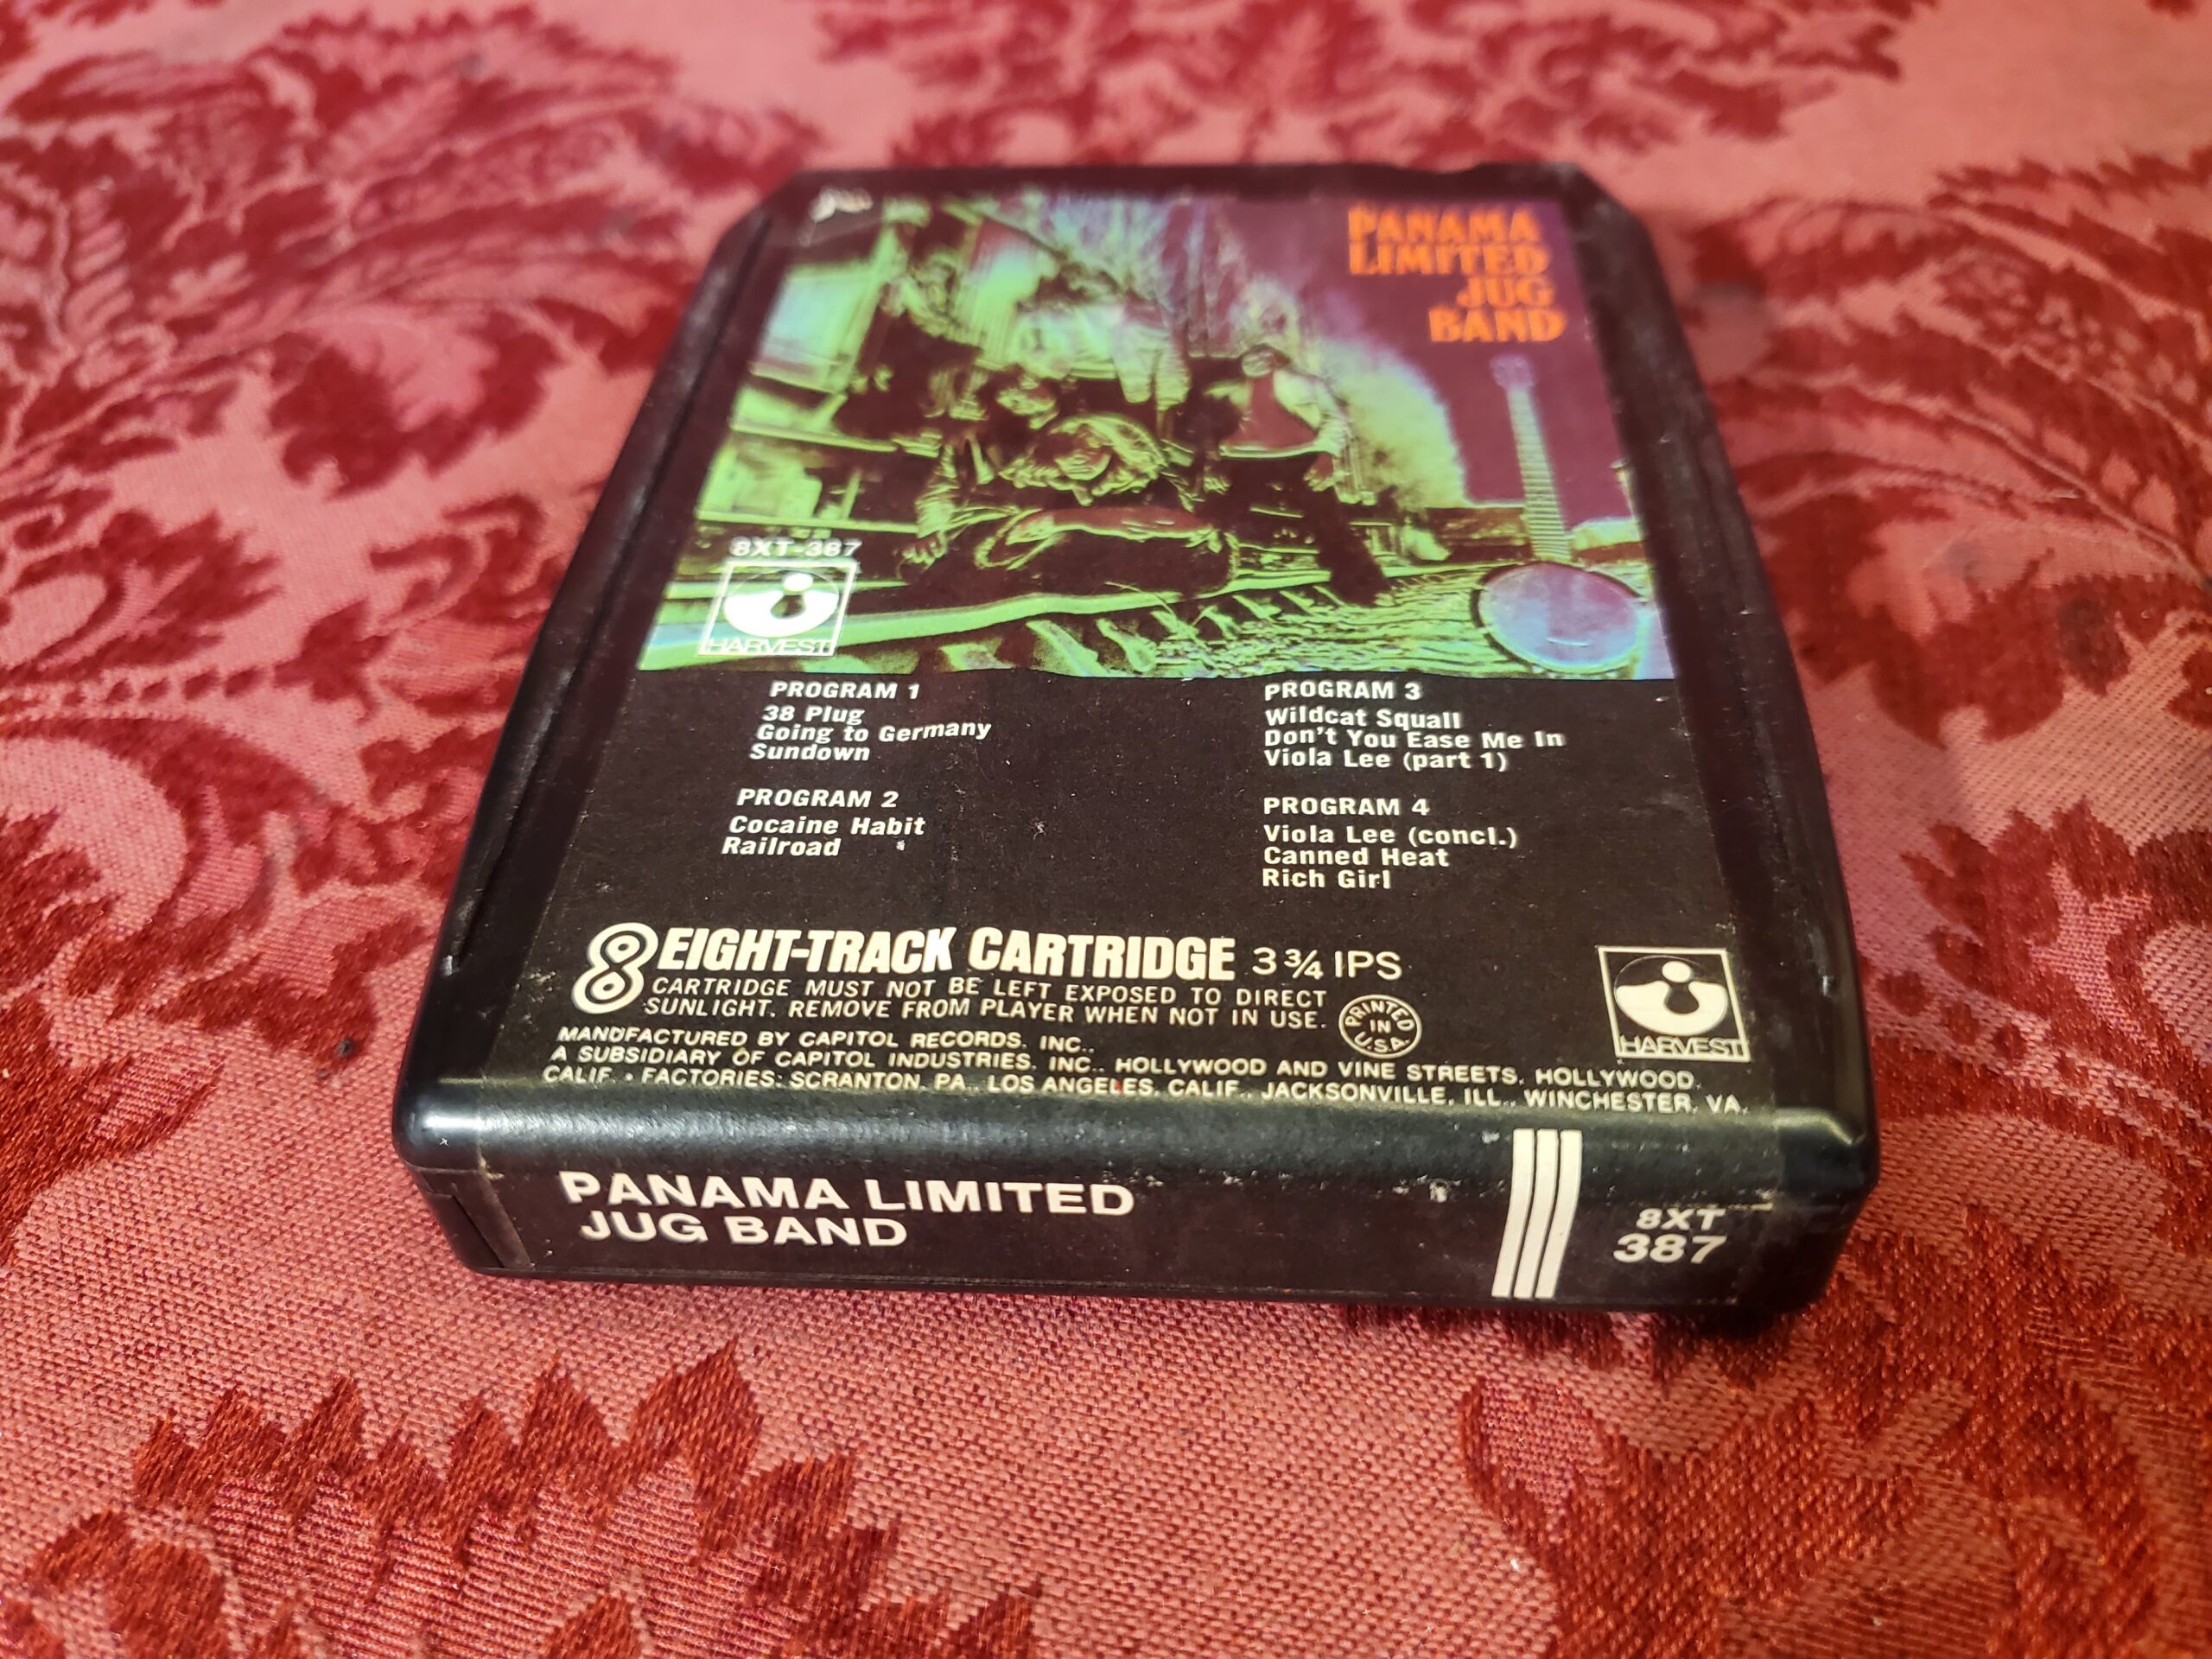 PANAMA
LIMITED
JUG
BAND
8XT-387
HARVEST
PROGRAM 1
38 Plug
Going to Germany
Sundown
PROGRAM 2
Cocaine Habit
Railroad
PROGRAM 3
Wildcat Squall
Don't You Ease Me In
Viola Lee (part 1)
PROGRAM 4
Viola Lee (concl.)
Canned Heat
Rich Girl
8 EIGHT-TRACK CARTRIDGE 3 3/4 IPS
CARTRIDGE MUST NOT BE LEFT EXPOSED TO DIRECT
SUNLIGHT. REMOVE FROM PLAYER WHEN NOT IN USE.
PRINTED
IN
U.S.A.
HARVEST
MANUFACTURED BY CAPITOL RECORDS, INC.,
A SUBSIDIARY OF CAPITOL INDUSTRIES, INC., HOLLYWOOD AND VINE STREETS, HOLLYWOOD,
CALIF. • FACTORIES: SCRANTON, PA., LOS ANGELES, CALIF., JACKSONVILLE, ILL., WINCHESTER, VA.
PANAMA LIMITED
JUG BAND
8XT
387